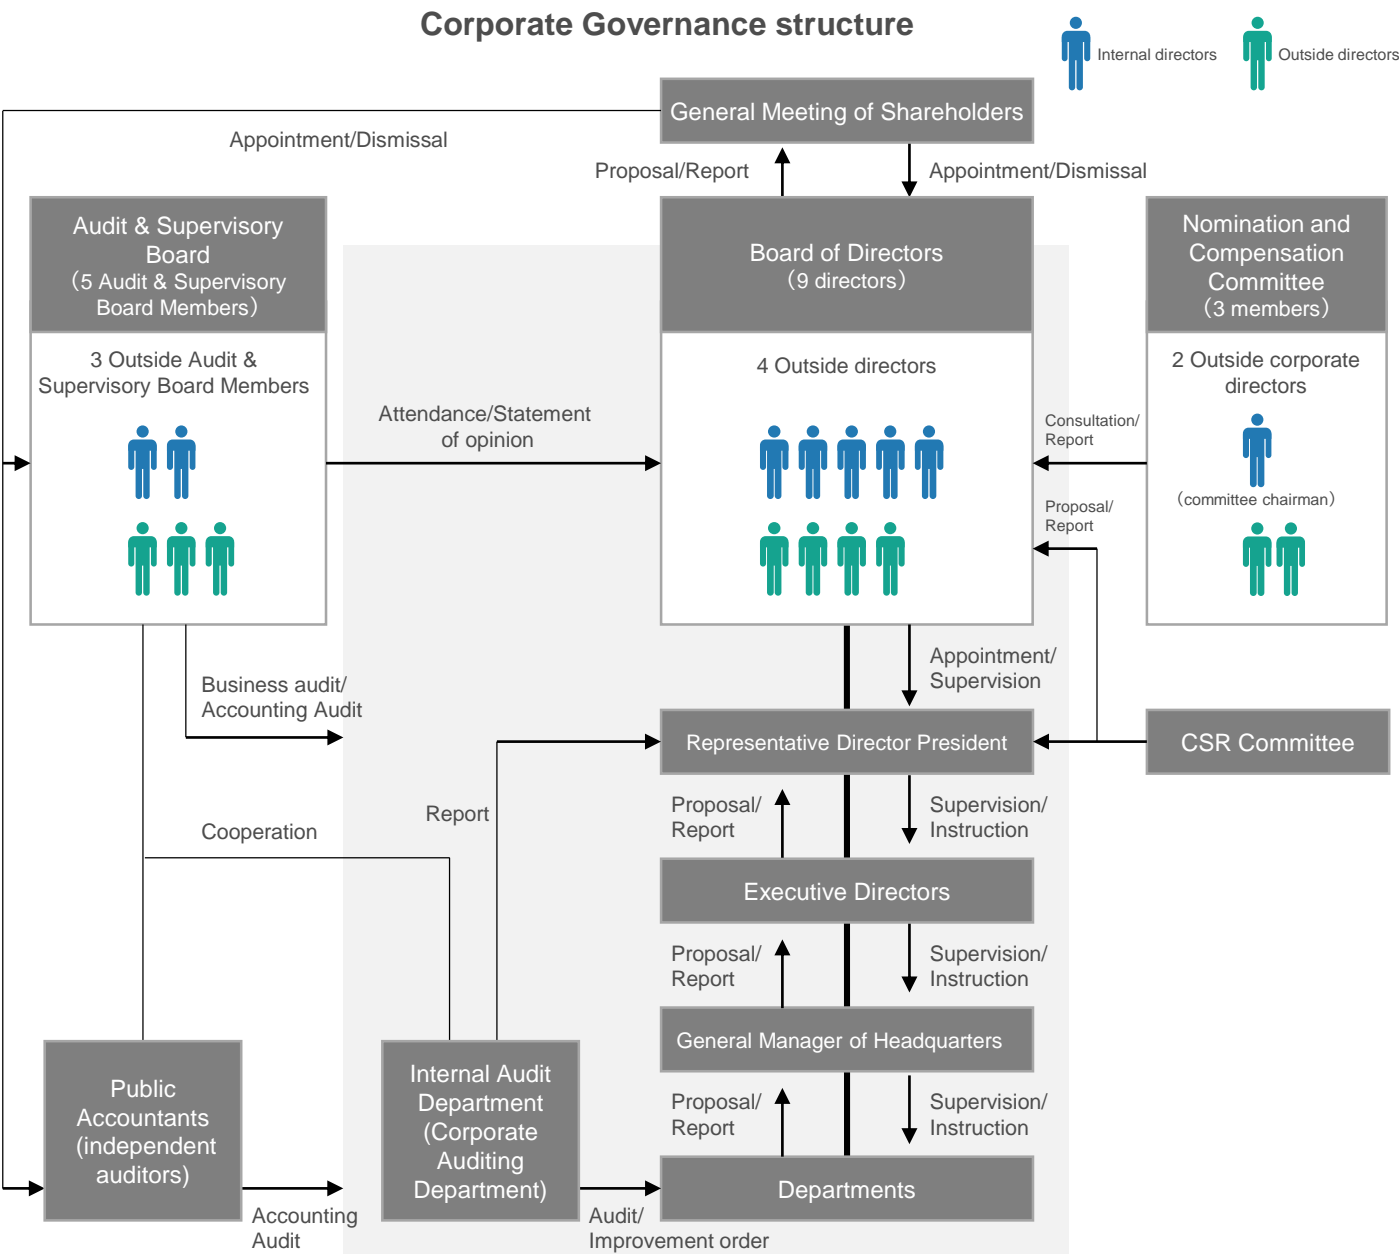 Corporate Governance structure
Internal directors
Outside directors
General Meeting of Shareholders
Appointment/Dismissal
Proposal/Report
Appointment/Dismissal
Audit & Supervisory
Board
（5 Audit & Supervisory
Board Members）
3 Outside Audit &
Supervisory Board Members
Board of Directors
（9 directors）
4 Outside directors
Nomination and
Compensation
Committee
（3 members）
2 Outside corporate
directors
（committee chairman）
Attendance/Statement
of opinion
Consultation/
Report
Proposal/
Report
Business audit/
Accounting Audit
Appointment/
Supervision
Representative Director President
CSR Committee
Cooperation
Report
Proposal/
Report
Supervision/
Instruction
Executive Directors
Proposal/
Report
Supervision/
Instruction
General Manager of Headquarters
Proposal/
Report
Supervision/
Instruction
Public
Accountants
(independent
auditors)
Internal Audit
Department
(Corporate
Auditing
Department)
Departments
Accounting
Audit
Audit/
Improvement order